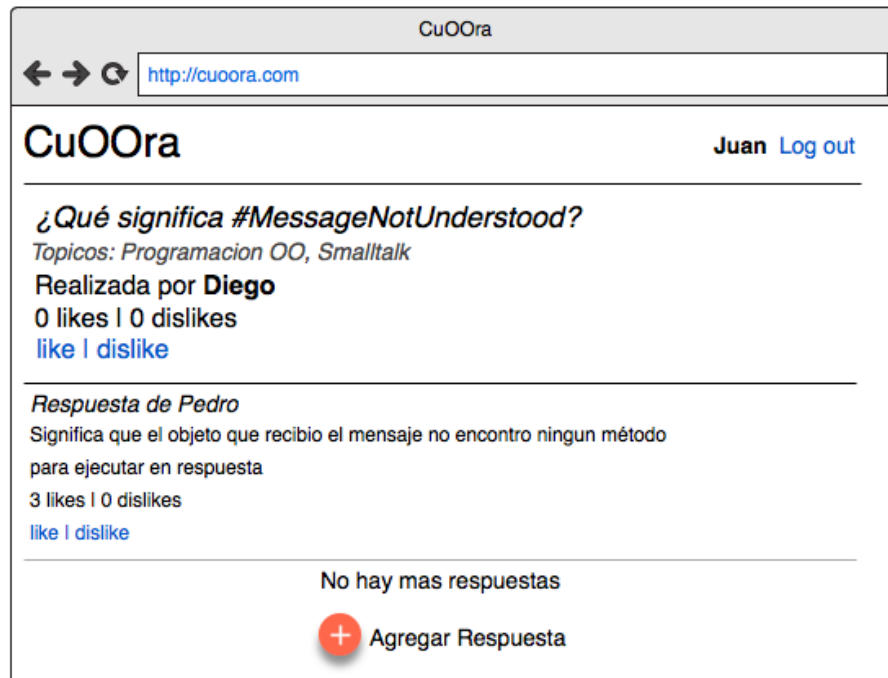 CuOOra
http://cuoora.com
CuOOra
Juan Log out
¿Qué significa #MessageNotUnderstood?
Topicos: Programacion OO, Smalltalk
Realizada por Diego
0 likes | 0 dislikes
like | dislike
Respuesta de Pedro
Significa que el objeto que recibio el mensaje no encontro ningun método
para ejecutar en respuesta
3 likes | 0 dislikes
like | dislike
No hay mas respuestas
+ Agregar Respuesta